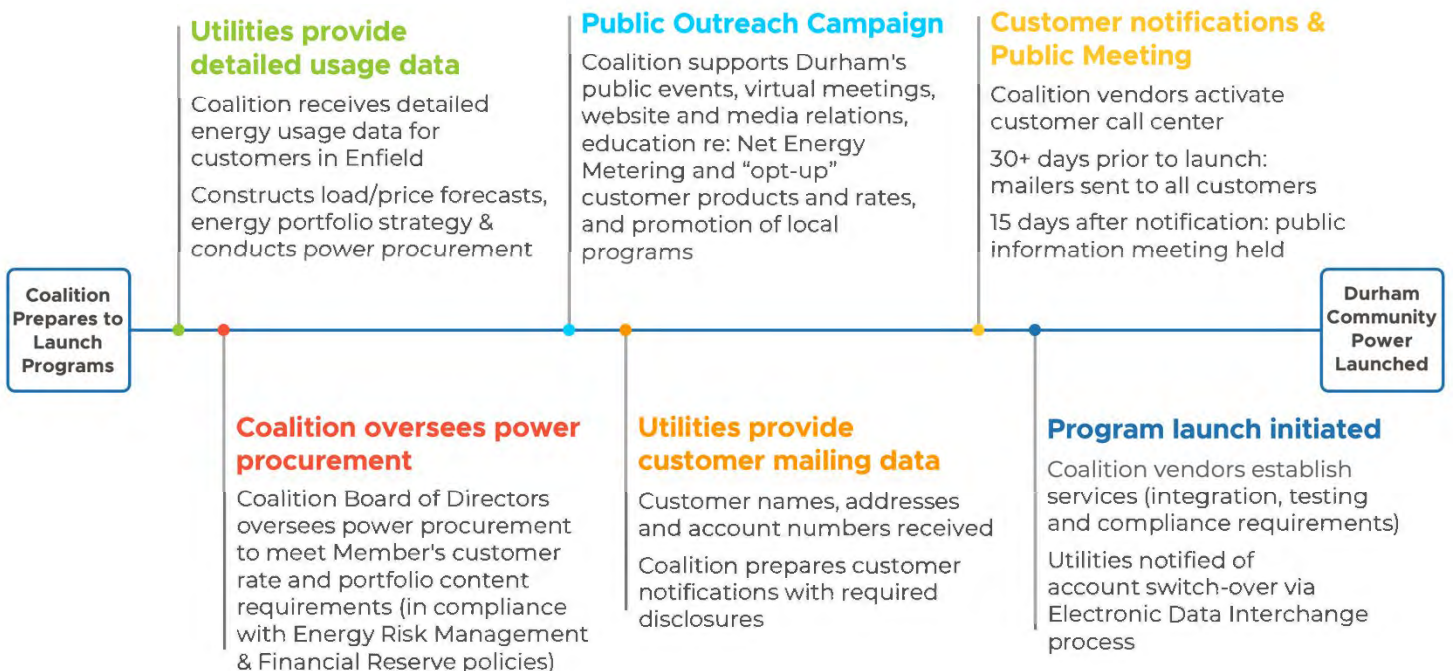 Utilities provide
detailed usage data
Coalition receives detailed
energy usage data for
customers in Enfield
Constructs load/price forecasts,
energy portfolio strategy &
conducts power procurement
Public Outreach Campaign
Coalition supports Durham's
public events, virtual meetings,
website and media relations,
education re: Net Energy
Metering and “opt-up”
customer products and rates,
and promotion of local
programs
Customer notifications &
Public Meeting
Coalition vendors activate
customer call center
30+ days prior to launch:
mailers sent to all customers
15 days after notification: public
information meeting held
Coalition
Prepares to
Launch
Programs
Durham
Community
Power
Launched
Coalition oversees power
procurement
Coalition Board of Directors
oversees power procurement
to meet Member's customer
rate and portfolio content
requirements (in compliance
with Energy Risk Management
& Financial Reserve policies)
Utilities provide
customer mailing data
Customer names, addresses
and account numbers received
Coalition prepares customer
notifications with required
disclosures
Program launch initiated
Coalition vendors establish
services (integration, testing
and compliance requirements)
Utilities notified of
account switch-over via
Electronic Data Interchange
process